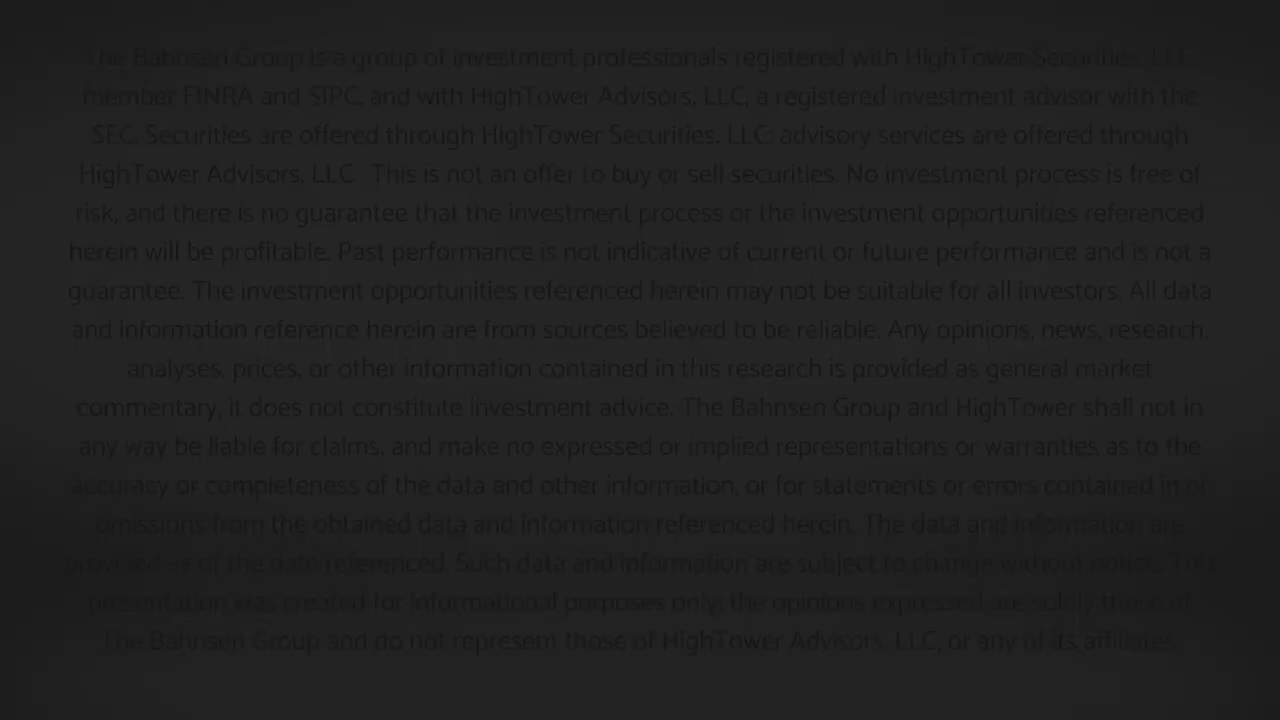 The Bahnsen Group is a group of investment professionals registered with HighTower Securities, LLC,
member FINRA and SIPC, and with HighTower Advisors, LLC, a registered investment advisor with the
SEC. Securities are offered through HighTower Securities, LLC; advisory services are offered through
HighTower Advisors, LLC. This is not an offer to buy or sell securities. No investment process is free of
risk, and there is no guarantee that the investment process or the investment opportunities referenced
herein will be profitable. Past performance is not indicative of current or future performance and is not a
guarantee. The investment opportunities referenced herein may not be suitable for all investors. All data
and information reference herein are from sources believed to be reliable. Any opinions, news, research,
analyses, prices, or other information contained in this research is provided as general market
commentary, it does not constitute investment advice. The Bahnsen Group and HighTower shall not in
any way be liable for claims, and make no expressed or implied representations or warranties as to the
accuracy or completeness of the data and other information, or for statements or errors contained in or
omissions from the obtained data and information referenced herein. The data and information are
provided as of the date referenced. Such data and information are subject to change without notice. This
presentation was created for informational purposes only; the opinions expressed are solely those of
The Bahnsen Group and do not represent those of HighTower Advisors, LLC, or any of its affiliates.